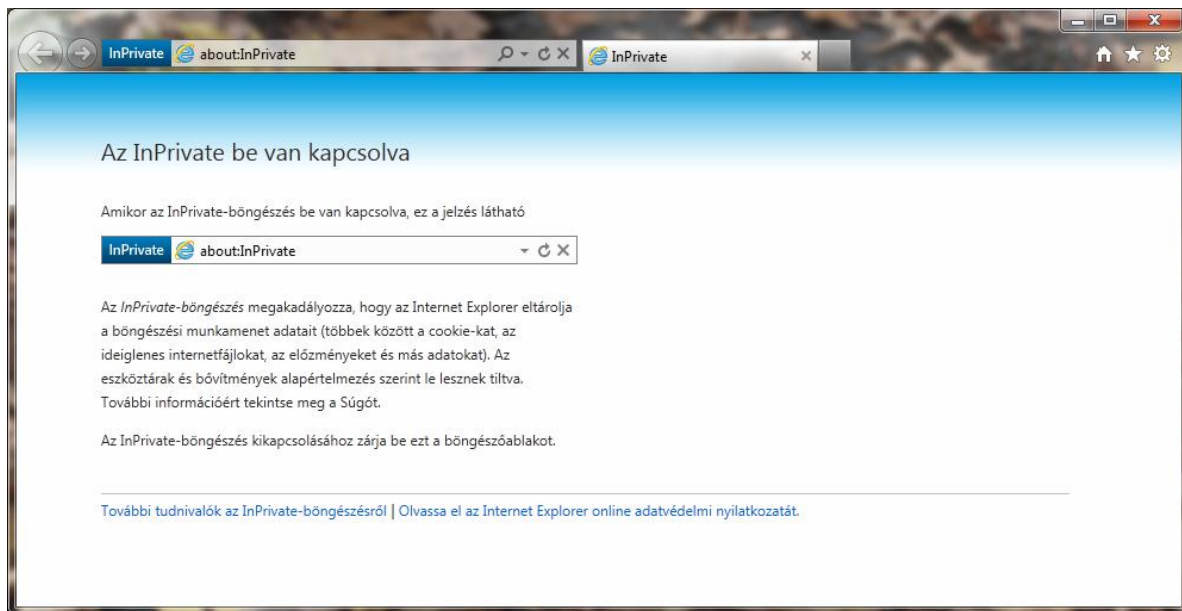 InPrivate about:InPrivate InPrivate
Az InPrivate be van kapcsolva
Amikor az InPrivate-böngészés be van kapcsolva, ez a jelzés látható
InPrivate about:InPrivate
Az InPrivate-böngészés megakadályozza, hogy az Internet Explorer eltárolja
a böngészési munkamenet adatait (többek között a cookie-kat, az
ideiglenes internetfájlokat, az előzményeket és más adatokat). Az
eszköztárak és bővítmények alapértelmezés szerint le lesznek tiltva.
További információért tekintse meg a Súgót.
Az InPrivate-böngészés kikapcsolásához zárja be ezt a böngészőablakot.
További tudnivalók az InPrivate-böngészésről | Olvassa el az Internet Explorer online adatvédelmi nyilatkozatát.